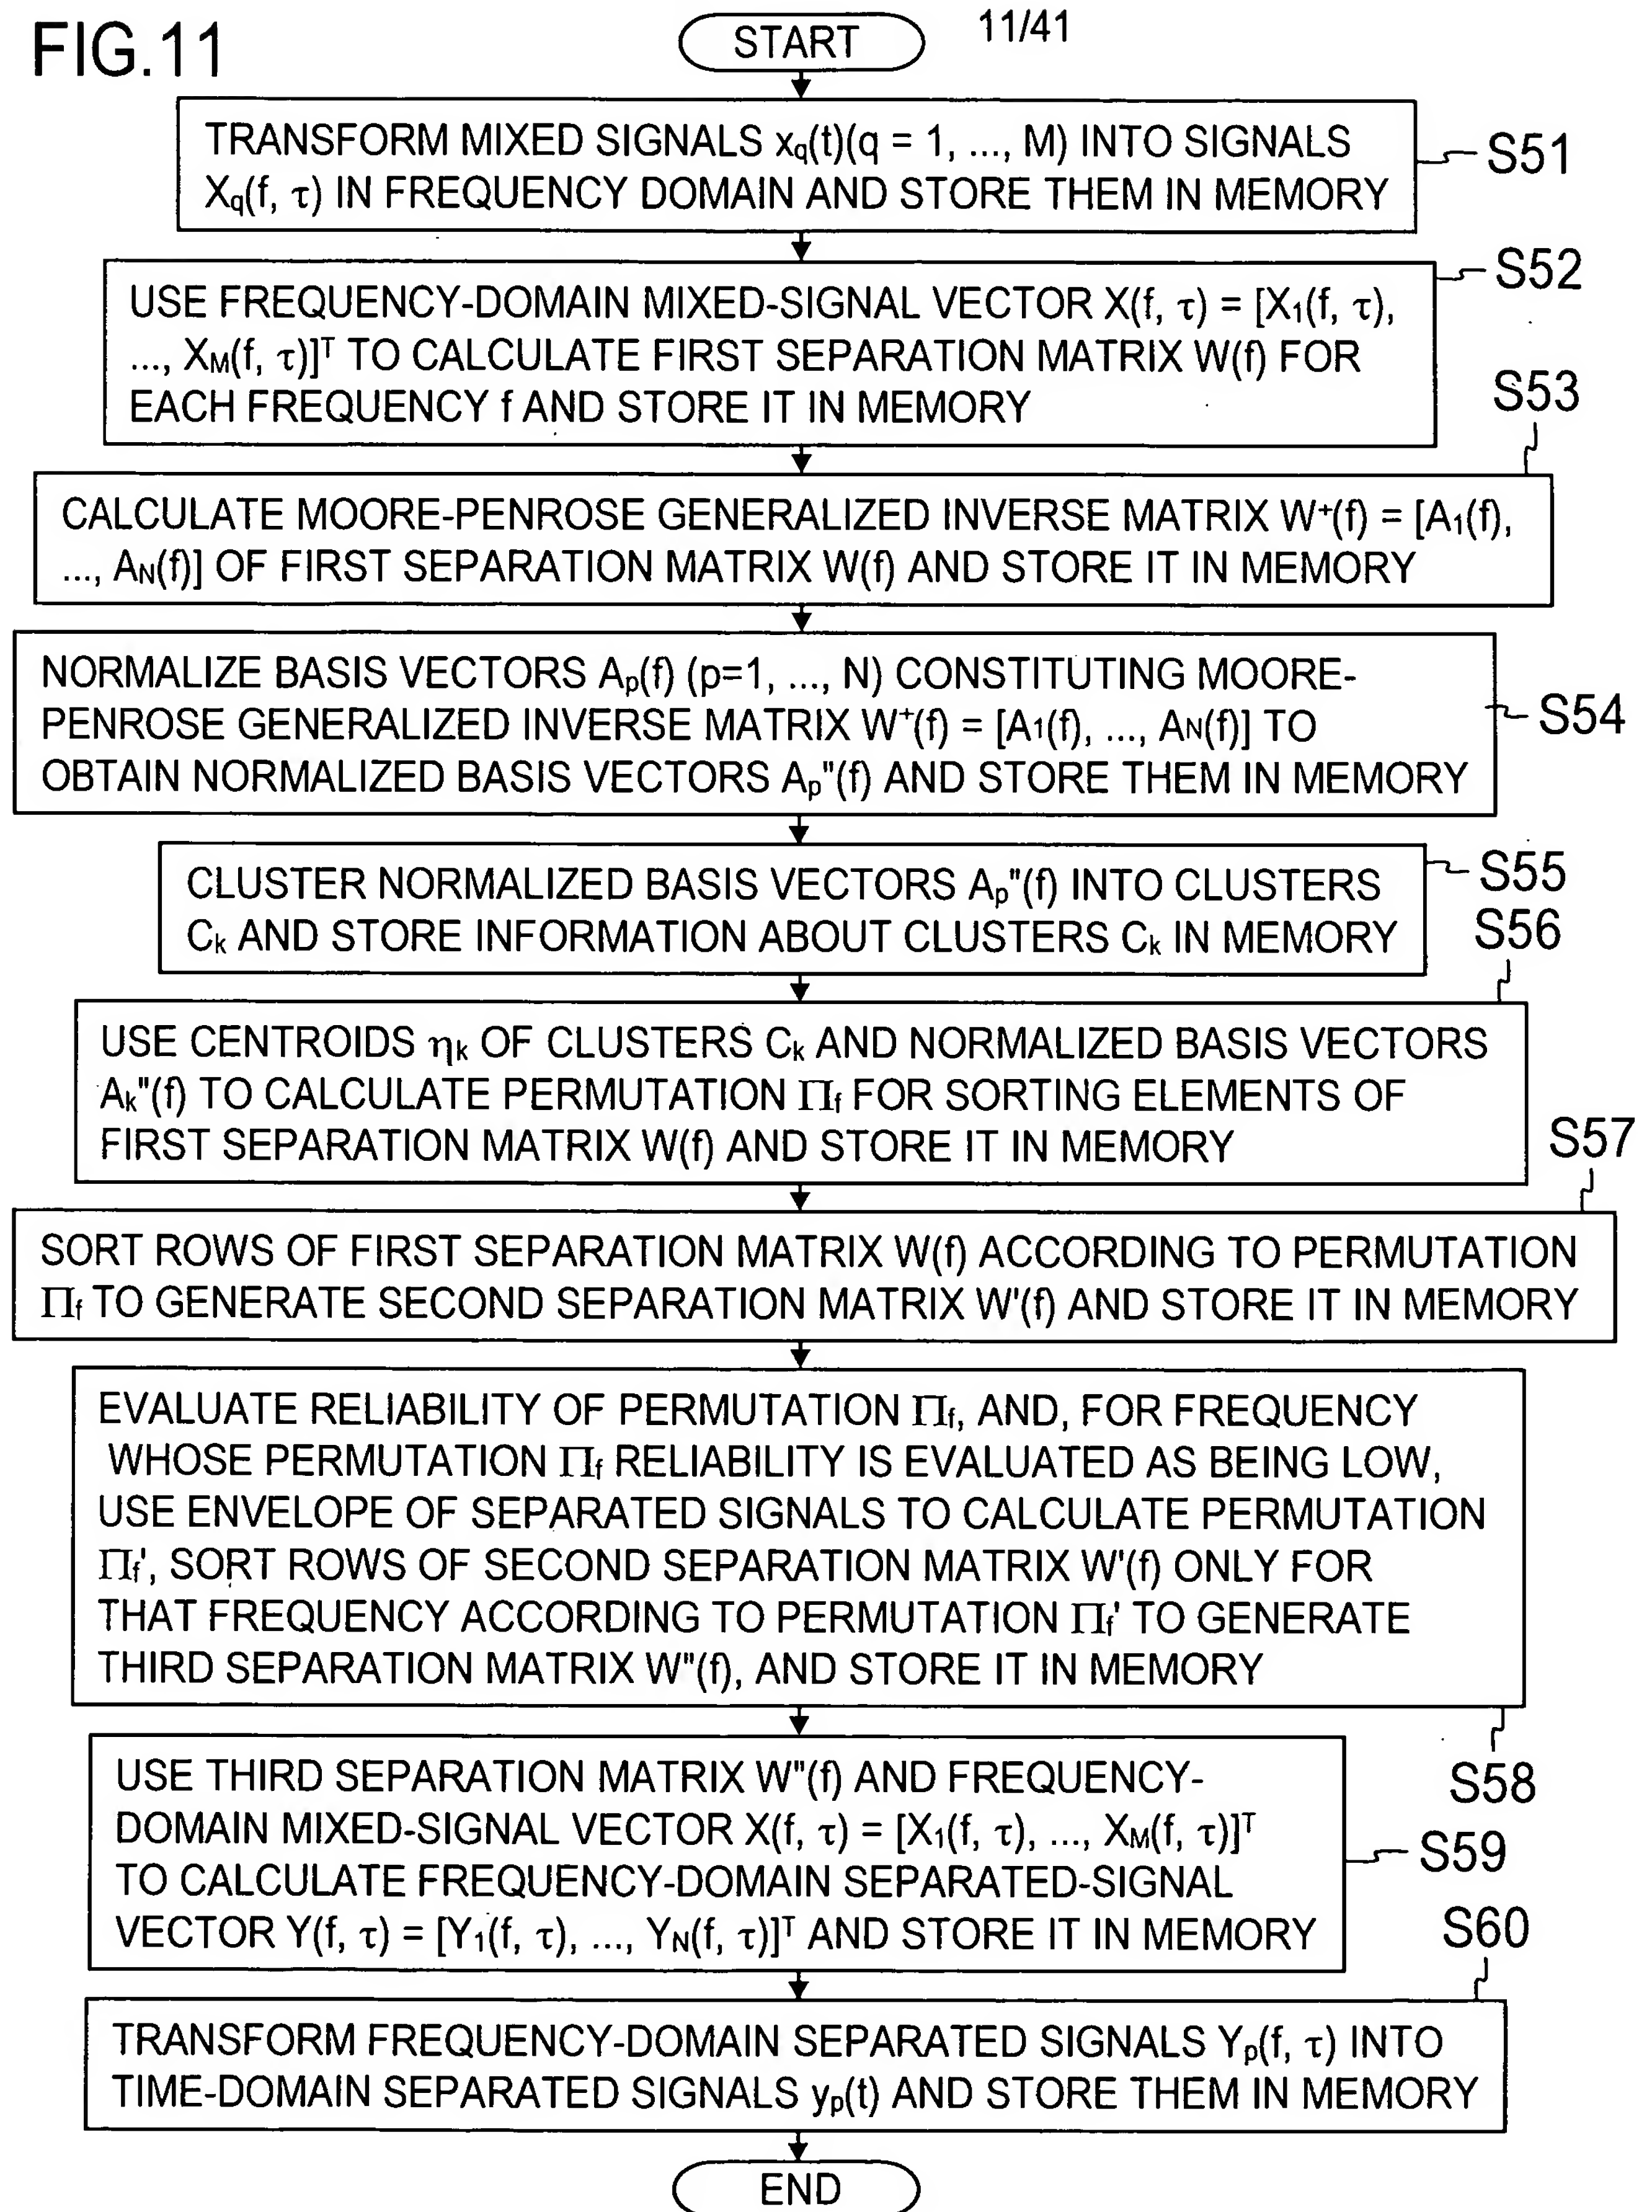 FIG.11
11/41
START
TRANSFORM MIXED SIGNALS xq(t)(q = 1, ..., M) INTO SIGNALS
Xq(f, τ) IN FREQUENCY DOMAIN AND STORE THEM IN MEMORY
S51
USE FREQUENCY-DOMAIN MIXED-SIGNAL VECTOR X(f, τ) = [X1(f, τ),
..., XM(f, τ)]T TO CALCULATE FIRST SEPARATION MATRIX W(f) FOR
EACH FREQUENCY f AND STORE IT IN MEMORY
S52
S53
CALCULATE MOORE-PENROSE GENERALIZED INVERSE MATRIX W+(f) = [A1(f),
..., AN(f)] OF FIRST SEPARATION MATRIX W(f) AND STORE IT IN MEMORY
NORMALIZE BASIS VECTORS Ap(f) (p=1, ..., N) CONSTITUTING MOORE-
PENROSE GENERALIZED INVERSE MATRIX W+(f) = [A1(f), ..., AN(f)] TO
OBTAIN NORMALIZED BASIS VECTORS Ap"(f) AND STORE THEM IN MEMORY
S54
CLUSTER NORMALIZED BASIS VECTORS Ap"(f) INTO CLUSTERS
Ck AND STORE INFORMATION ABOUT CLUSTERS Ck IN MEMORY
S55
S56
USE CENTROIDS ηk OF CLUSTERS Ck AND NORMALIZED BASIS VECTORS
Ak"(f) TO CALCULATE PERMUTATION Πf FOR SORTING ELEMENTS OF
FIRST SEPARATION MATRIX W(f) AND STORE IT IN MEMORY
S57
SORT ROWS OF FIRST SEPARATION MATRIX W(f) ACCORDING TO PERMUTATION
Πf TO GENERATE SECOND SEPARATION MATRIX W'(f) AND STORE IT IN MEMORY
EVALUATE RELIABILITY OF PERMUTATION Πf, AND, FOR FREQUENCY
WHOSE PERMUTATION Πf RELIABILITY IS EVALUATED AS BEING LOW,
USE ENVELOPE OF SEPARATED SIGNALS TO CALCULATE PERMUTATION
Πf', SORT ROWS OF SECOND SEPARATION MATRIX W'(f) ONLY FOR
THAT FREQUENCY ACCORDING TO PERMUTATION Πf' TO GENERATE
THIRD SEPARATION MATRIX W"(f), AND STORE IT IN MEMORY
S58
USE THIRD SEPARATION MATRIX W"(f) AND FREQUENCY-
DOMAIN MIXED-SIGNAL VECTOR X(f, τ) = [X1(f, τ), ..., XM(f, τ)]T
TO CALCULATE FREQUENCY-DOMAIN SEPARATED-SIGNAL
VECTOR Y(f, τ) = [Y1(f, τ), ..., YN(f, τ)]T AND STORE IT IN MEMORY
S59
S60
TRANSFORM FREQUENCY-DOMAIN SEPARATED SIGNALS Yp(f, τ) INTO
TIME-DOMAIN SEPARATED SIGNALS yp(t) AND STORE THEM IN MEMORY
END